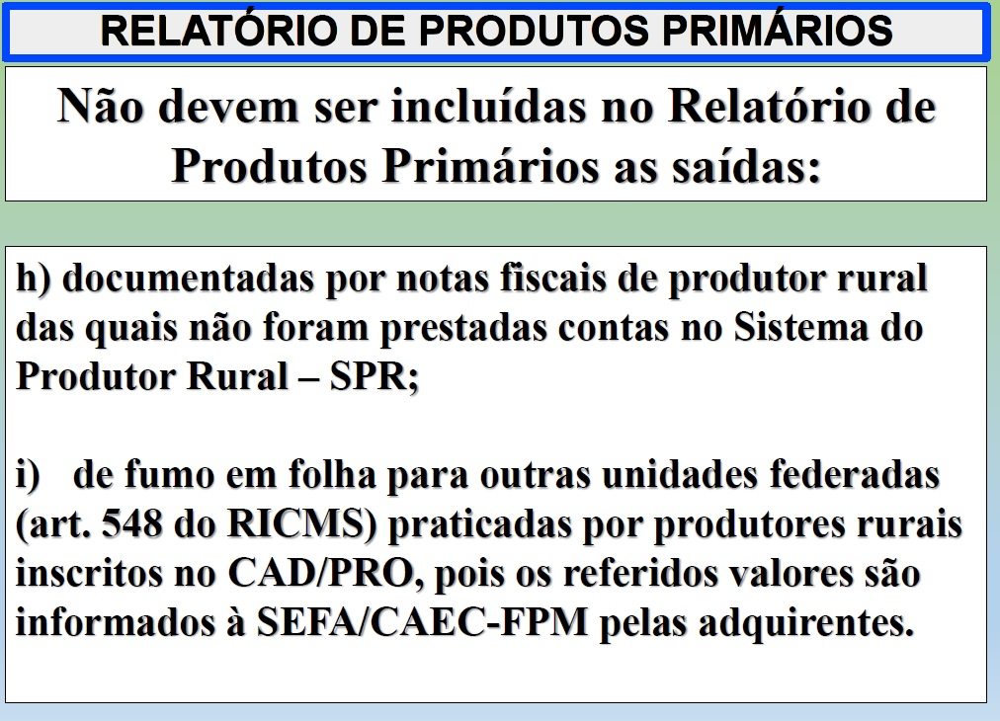 RELATÓRIO DE PRODUTOS PRIMÁRIOS
Não devem ser incluídas no Relatório de
Produtos Primários as saídas:
h) documentadas por notas fiscais de produtor rural
das quais não foram prestadas contas no Sistema do
Produtor Rural – SPR;
i) de fumo em folha para outras unidades federadas
(art. 548 do RICMS) praticadas por produtores rurais
inscritos no CAD/PRO, pois os referidos valores são
informados à SEFA/CAEC-FPM pelas adquirentes.